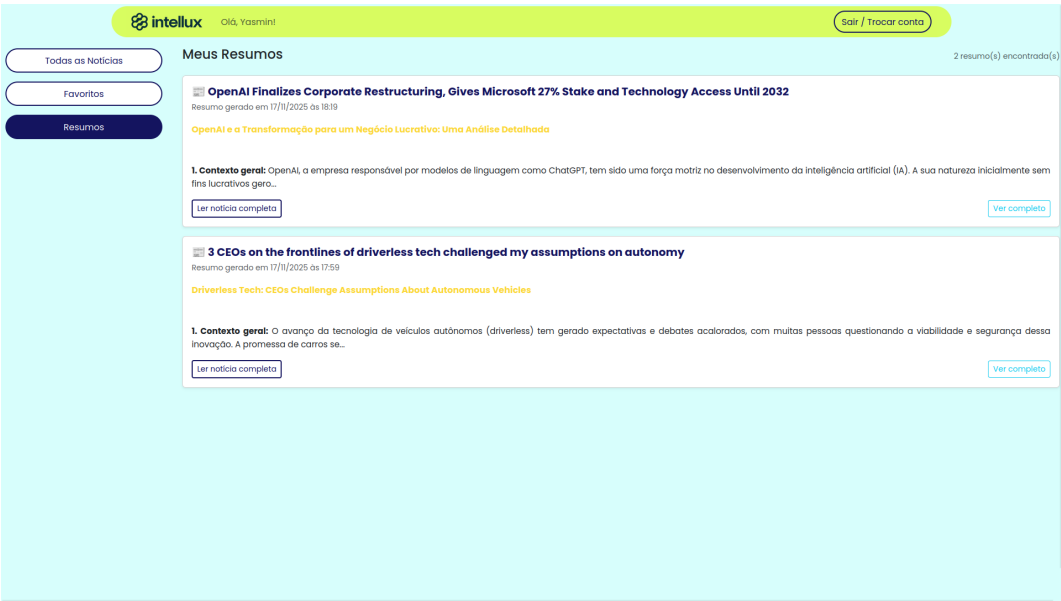 intellux
Olá, Yasmin!
Sair / Trocar conta
Todas as Notícias
Favoritos
Resumos
Meus Resumos
2 resumo(s) encontrada(s)
OpenAI Finalizes Corporate Restructuring, Gives Microsoft 27% Stake and Technology Access Until 2032
Resumo gerado em 17/11/2025 às 18:19
OpenAI e a Transformação para um Negócio Lucrativo: Uma Análise Detalhada
1. Contexto geral: OpenAI, a empresa responsável por modelos de linguagem como ChatGPT, tem sido uma força motriz no desenvolvimento da inteligência artificial (IA). A sua natureza inicialmente sem
fins lucrativos gero...
Ler notícia completa
Ver completo
3 CEOs on the frontlines of driverless tech challenged my assumptions on autonomy
Resumo gerado em 17/11/2025 às 17:59
Driverless Tech: CEOs Challenge Assumptions About Autonomous Vehicles
1. Contexto geral: O avanço da tecnologia de veículos autônomos (driverless) tem gerado expectativas e debates acalorados, com muitas pessoas questionando a viabilidade e segurança dessa
inovação. A promessa de carros se...
Ler notícia completa
Ver completo